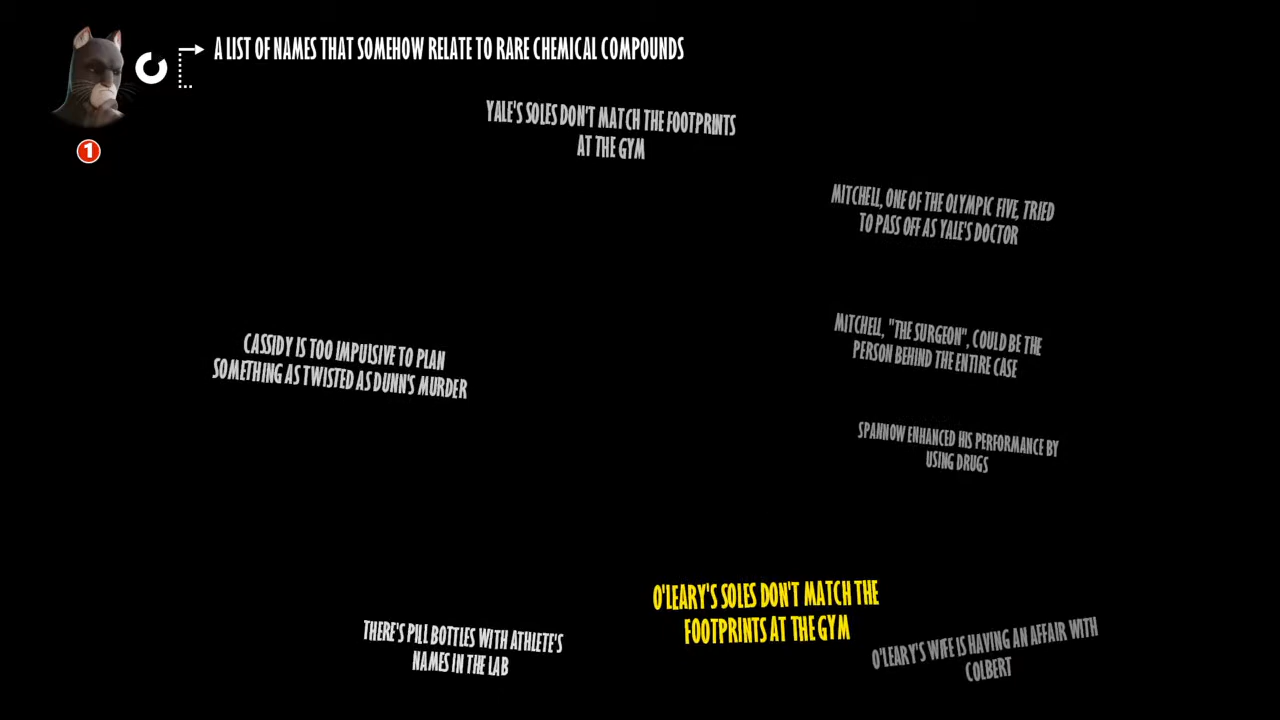 A LIST OF NAMES THAT SOMEHOW RELATE TO RARE CHEMICAL COMPOUNDS
1
YALE'S SOLES DON'T MATCH THE FOOTPRINTS
AT THE GYM
MITCHELL, ONE OF THE OLYMPIC FIVE, TRIED
TO PASS OFF AS YALE'S DOCTOR
MITCHELL, "THE SURGEON", COULD BE THE
PERSON BEHIND THE ENTIRE CASE
CASSIDY IS TOO IMPULSIVE TO PLAN
SOMETHING AS TWISTED AS DUNN'S MURDER
SPANNOW ENHANCED HIS PERFORMANCE BY
USING DRUGS
O'LEARY'S SOLES DON'T MATCH THE
FOOTPRINTS AT THE GYM
THERE'S PILL BOTTLES WITH ATHLETE'S
NAMES IN THE LAB
O'LEARY'S WIFE IS HAVING AN AFFAIR WITH
COLBERT